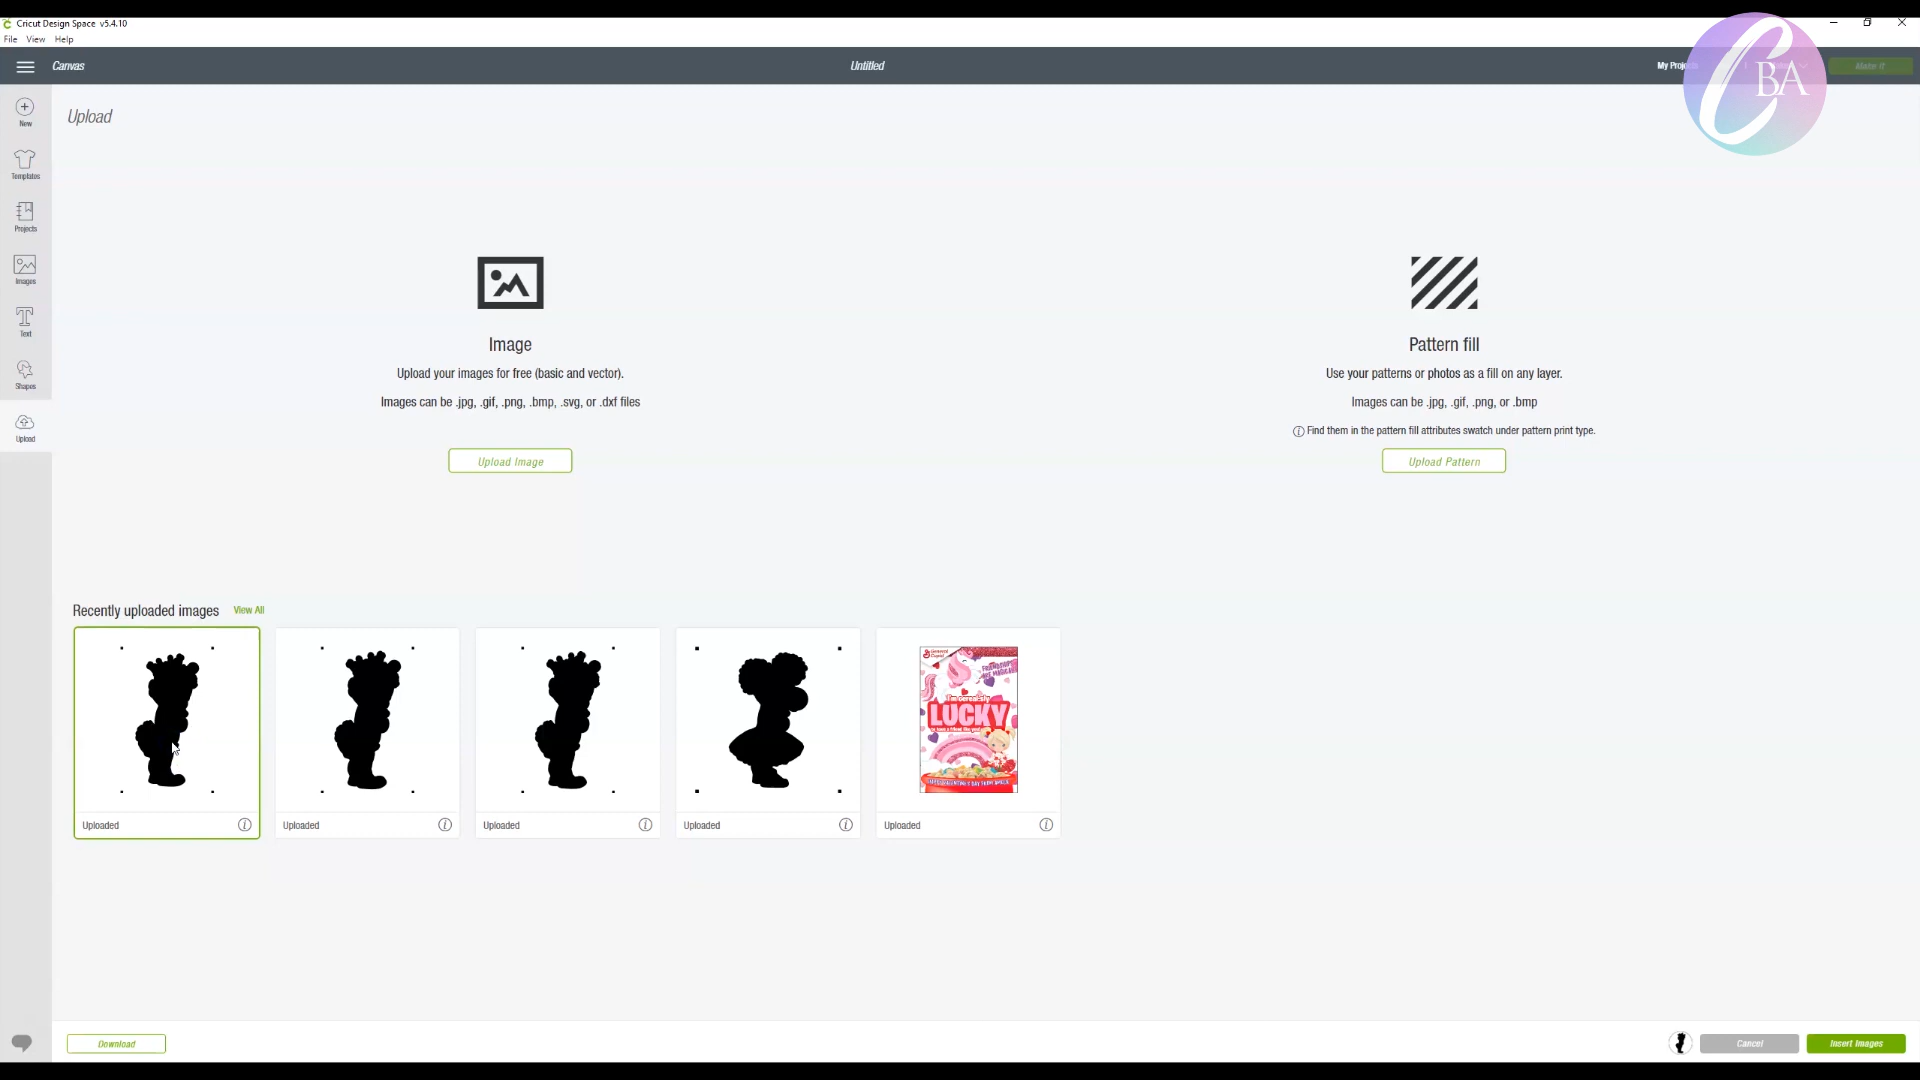 Cricut Design Space v5.4.10
File View Help
Canvas
Untitled
My Proje
Make It
CBA
New
Templates
Projects
Images
Text
Shapes
Upload
Upload
Image
Upload your images for free (basic and vector).
Images can be .jpg, .gif, .png, .bmp, .svg, or .dxf files
Upload Image
Pattern fill
Use your patterns or photos as a fill on any layer.
Images can be .jpg, .gif, .png, or .bmp
Find them in the pattern fill attributes swatch under pattern print type.
Upload Pattern
Recently uploaded images View All
LUCKY
Uploaded
Uploaded
Uploaded
Uploaded
Uploaded
Download
Cancel
Insert Images